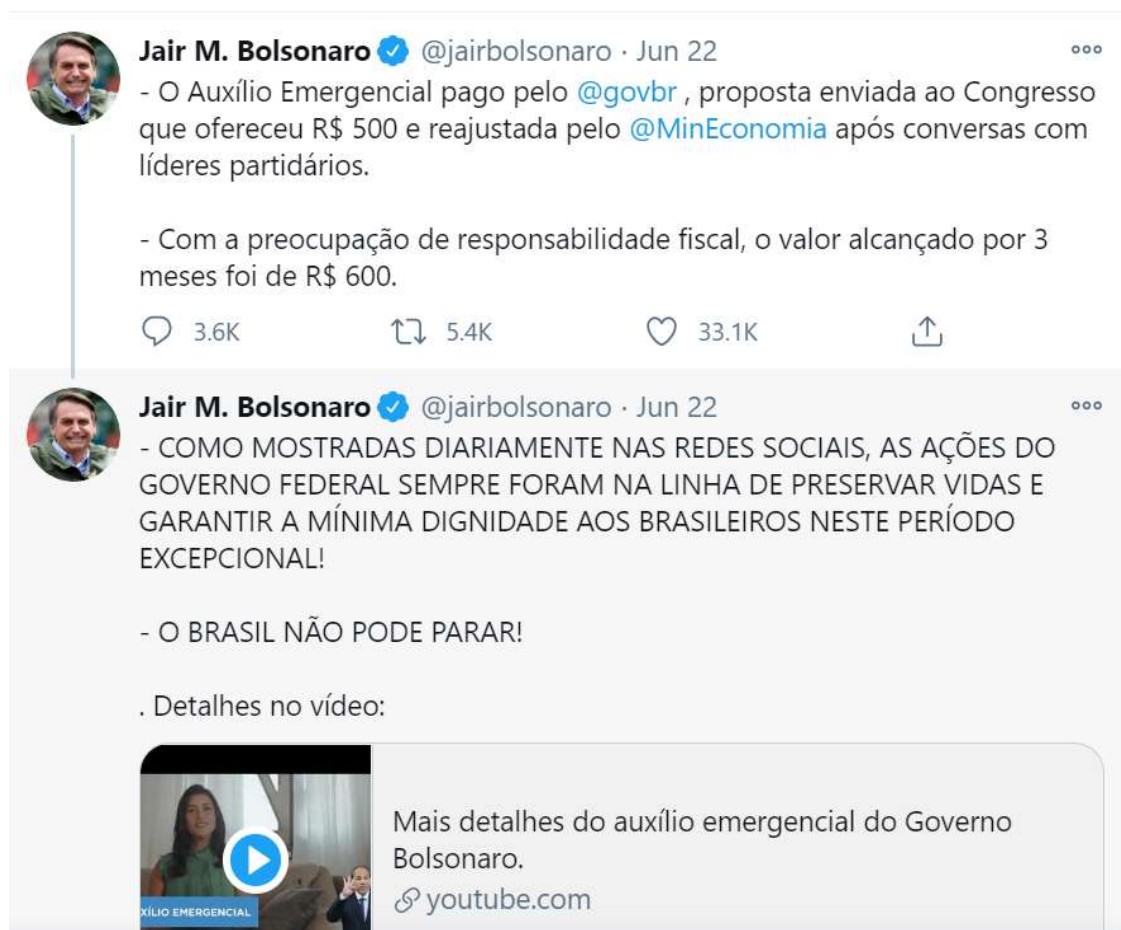 Jair M. Bolsonaro @jairbolsonaro · Jun 22
- O Auxílio Emergencial pago pelo @govbr , proposta enviada ao Congresso
que ofereceu R$ 500 e reajustada pelo @MinEconomia após conversas com
líderes partidários.
- Com a preocupação de responsabilidade fiscal, o valor alcançado por 3
meses foi de R$ 600.
3.6K 5.4K 33.1K
Jair M. Bolsonaro @jairbolsonaro · Jun 22
- COMO MOSTRADAS DIARIAMENTE NAS REDES SOCIAIS, AS AÇÕES DO
GOVERNO FEDERAL SEMPRE FORAM NA LINHA DE PRESERVAR VIDAS E
GARANTIR A MÍNIMA DIGNIDADE AOS BRASILEIROS NESTE PERÍODO
EXCEPCIONAL!
- O BRASIL NÃO PODE PARAR!
. Detalhes no vídeo:
Mais detalhes do auxílio emergencial do Governo
Bolsonaro.
youtube.com
XÍLIO EMERGENCIAL